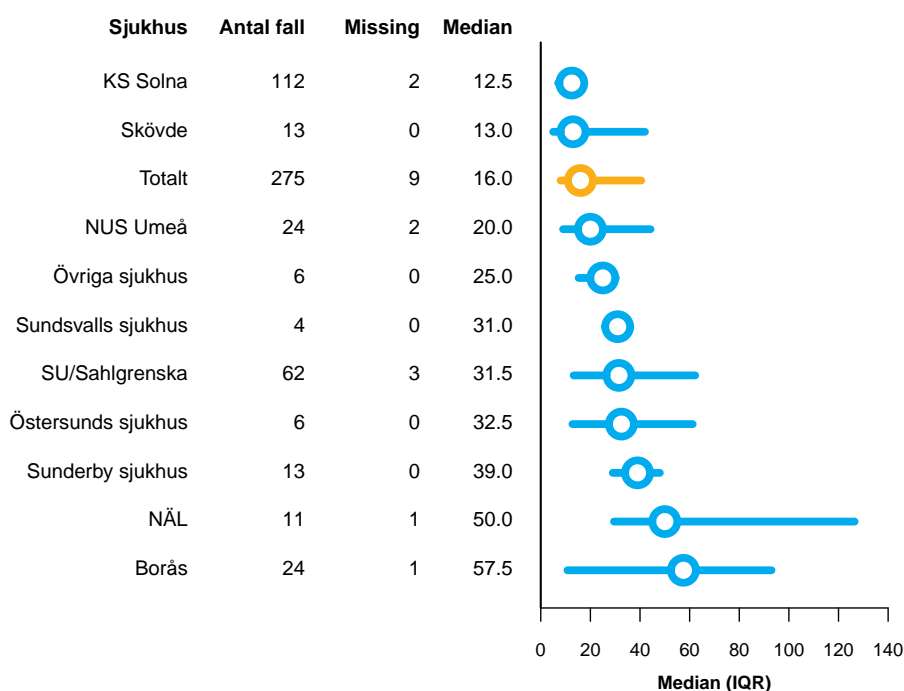 Sjukhus Antal fall Missing Median
KS Solna 112 2 12.5
Skövde 13 0 13.0
Totalt 275 9 16.0
NUS Umeå 24 2 20.0
Övriga sjukhus 6 0 25.0
Sundsvalls sjukhus 4 0 31.0
SU/Sahlgrenska 62 3 31.5
Östersunds sjukhus 6 0 32.5
Sunderby sjukhus 13 0 39.0
NÄL 11 1 50.0
Borås 24 1 57.5
0 20 40 60 80 100 120 140
Median (IQR)